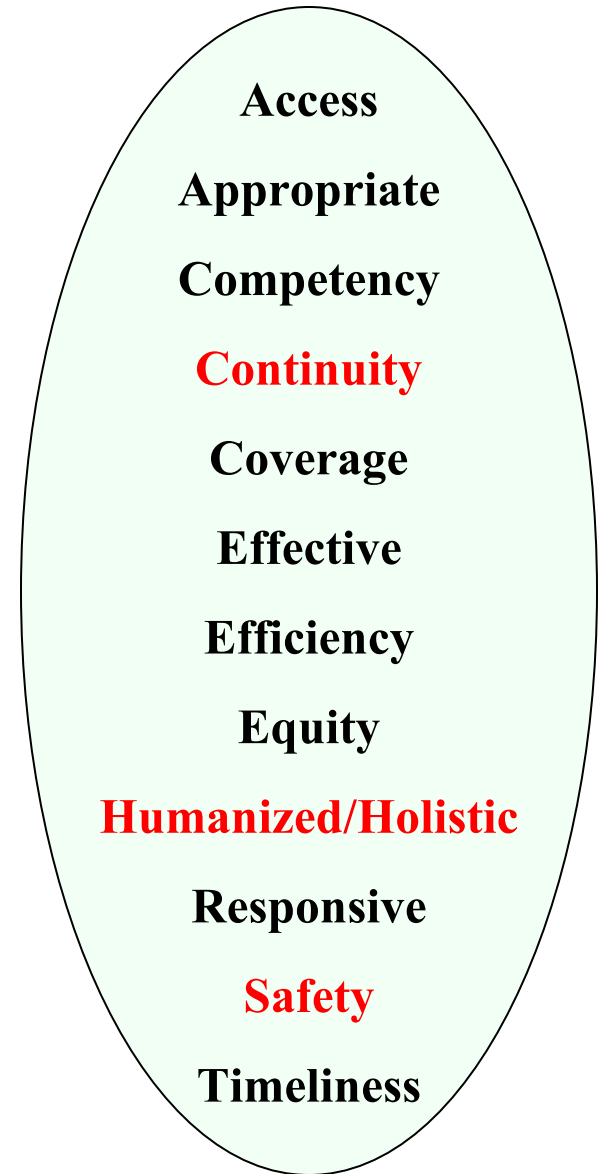 Access
Appropriate
Competency
Continuity
Coverage
Effective
Efficiency
Equity
Humanized/Holistic
Responsive
Safety
Timeliness